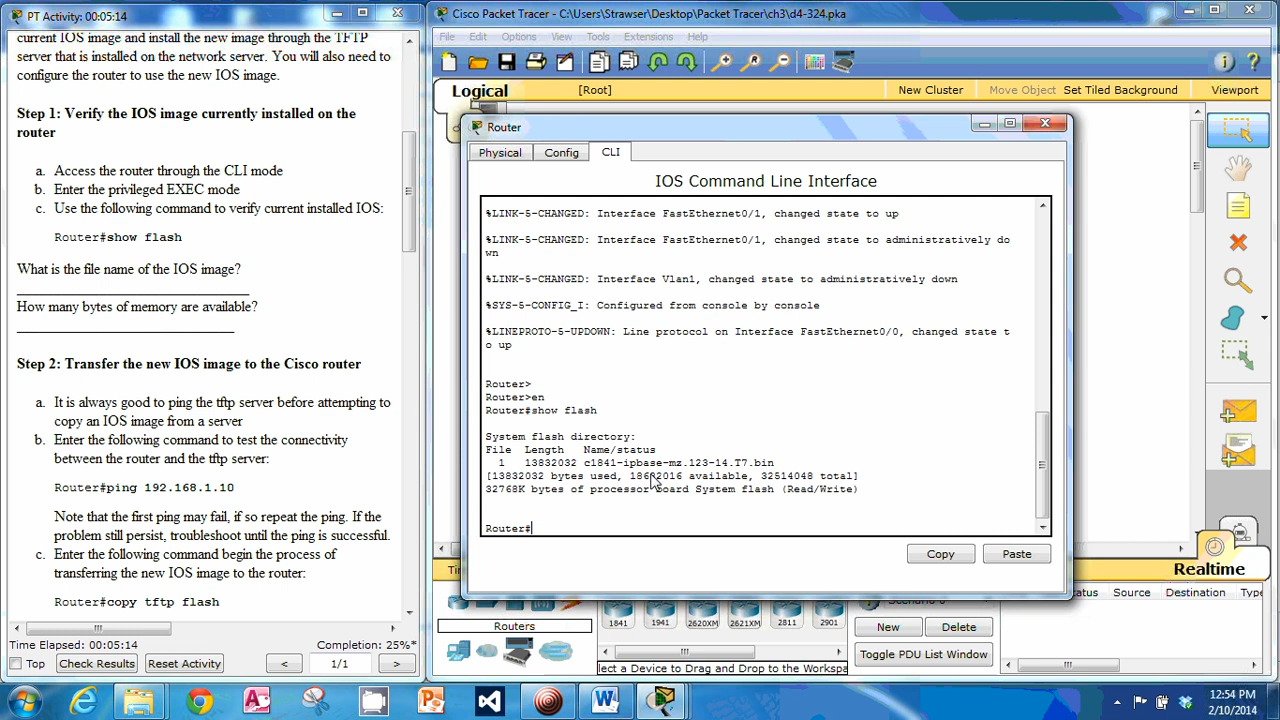 PT Activity: 00:05:14
current IOS image and install the new image through the TFTP
server that is installed on the network server. You will also need to
configure the router to use the new IOS image.
Step 1: Verify the IOS image currently installed on the
router
a. Access the router through the CLI mode
b. Enter the privileged EXEC mode
c. Use the following command to verify current installed IOS:
Router#show flash
What is the file name of the IOS image?
How many bytes of memory are available?
Step 2: Transfer the new IOS image to the Cisco router
a. It is always good to ping the tftp server before attempting to
copy an IOS image from a server
b. Enter the following command to test the connectivity
between the router and the tftp server:
Router#ping 192.168.1.10
Note that the first ping may fail, if so repeat the ping. If the
problem still persist, troubleshoot until the ping is successful.
c. Enter the following command begin the process of
transferring the new IOS image to the router:
Router#copy tftp flash
Time Elapsed: 00:05:14
Completion: 25%*
Top
Check Results
Reset Activity
<
1/1
>
Cisco Packet Tracer - C:\Users\Strawser\Desktop\Packet Tracer\ch3\d4-324.pka
File Edit Options View Tools Extensions Help
Logical
[Root]
New Cluster
Move Object
Set Tiled Background
Viewport
Router
Physical
Config
CLI
IOS Command Line Interface
%LINK-5-CHANGED: Interface FastEthernet0/1, changed state to up
%LINK-5-CHANGED: Interface FastEthernet0/1, changed state to administratively do
wn
%LINK-5-CHANGED: Interface Vlan1, changed state to administratively down
%SYS-5-CONFIG_I: Configured from console by console
%LINEPROTO-5-UPDOWN: Line protocol on Interface FastEthernet0/0, changed state t
o up
Router>
Router>en
Router#show flash
System flash directory:
File Length Name/status
1 13832032 c1841-ipbase-mz.123-14.T7.bin
[13832032 bytes used, 18682016 available, 32514048 total]
32768K bytes of processor board System flash (Read/Write)
Router#
Copy
Paste
Realtime
Routers
1841 1941 2620XM 2621XM 2811 2901
New
Delete
Toggle PDU List Window
Source Destination
lect a Device to Drag and Drop to the Workspa
12:54 PM
2/10/2014